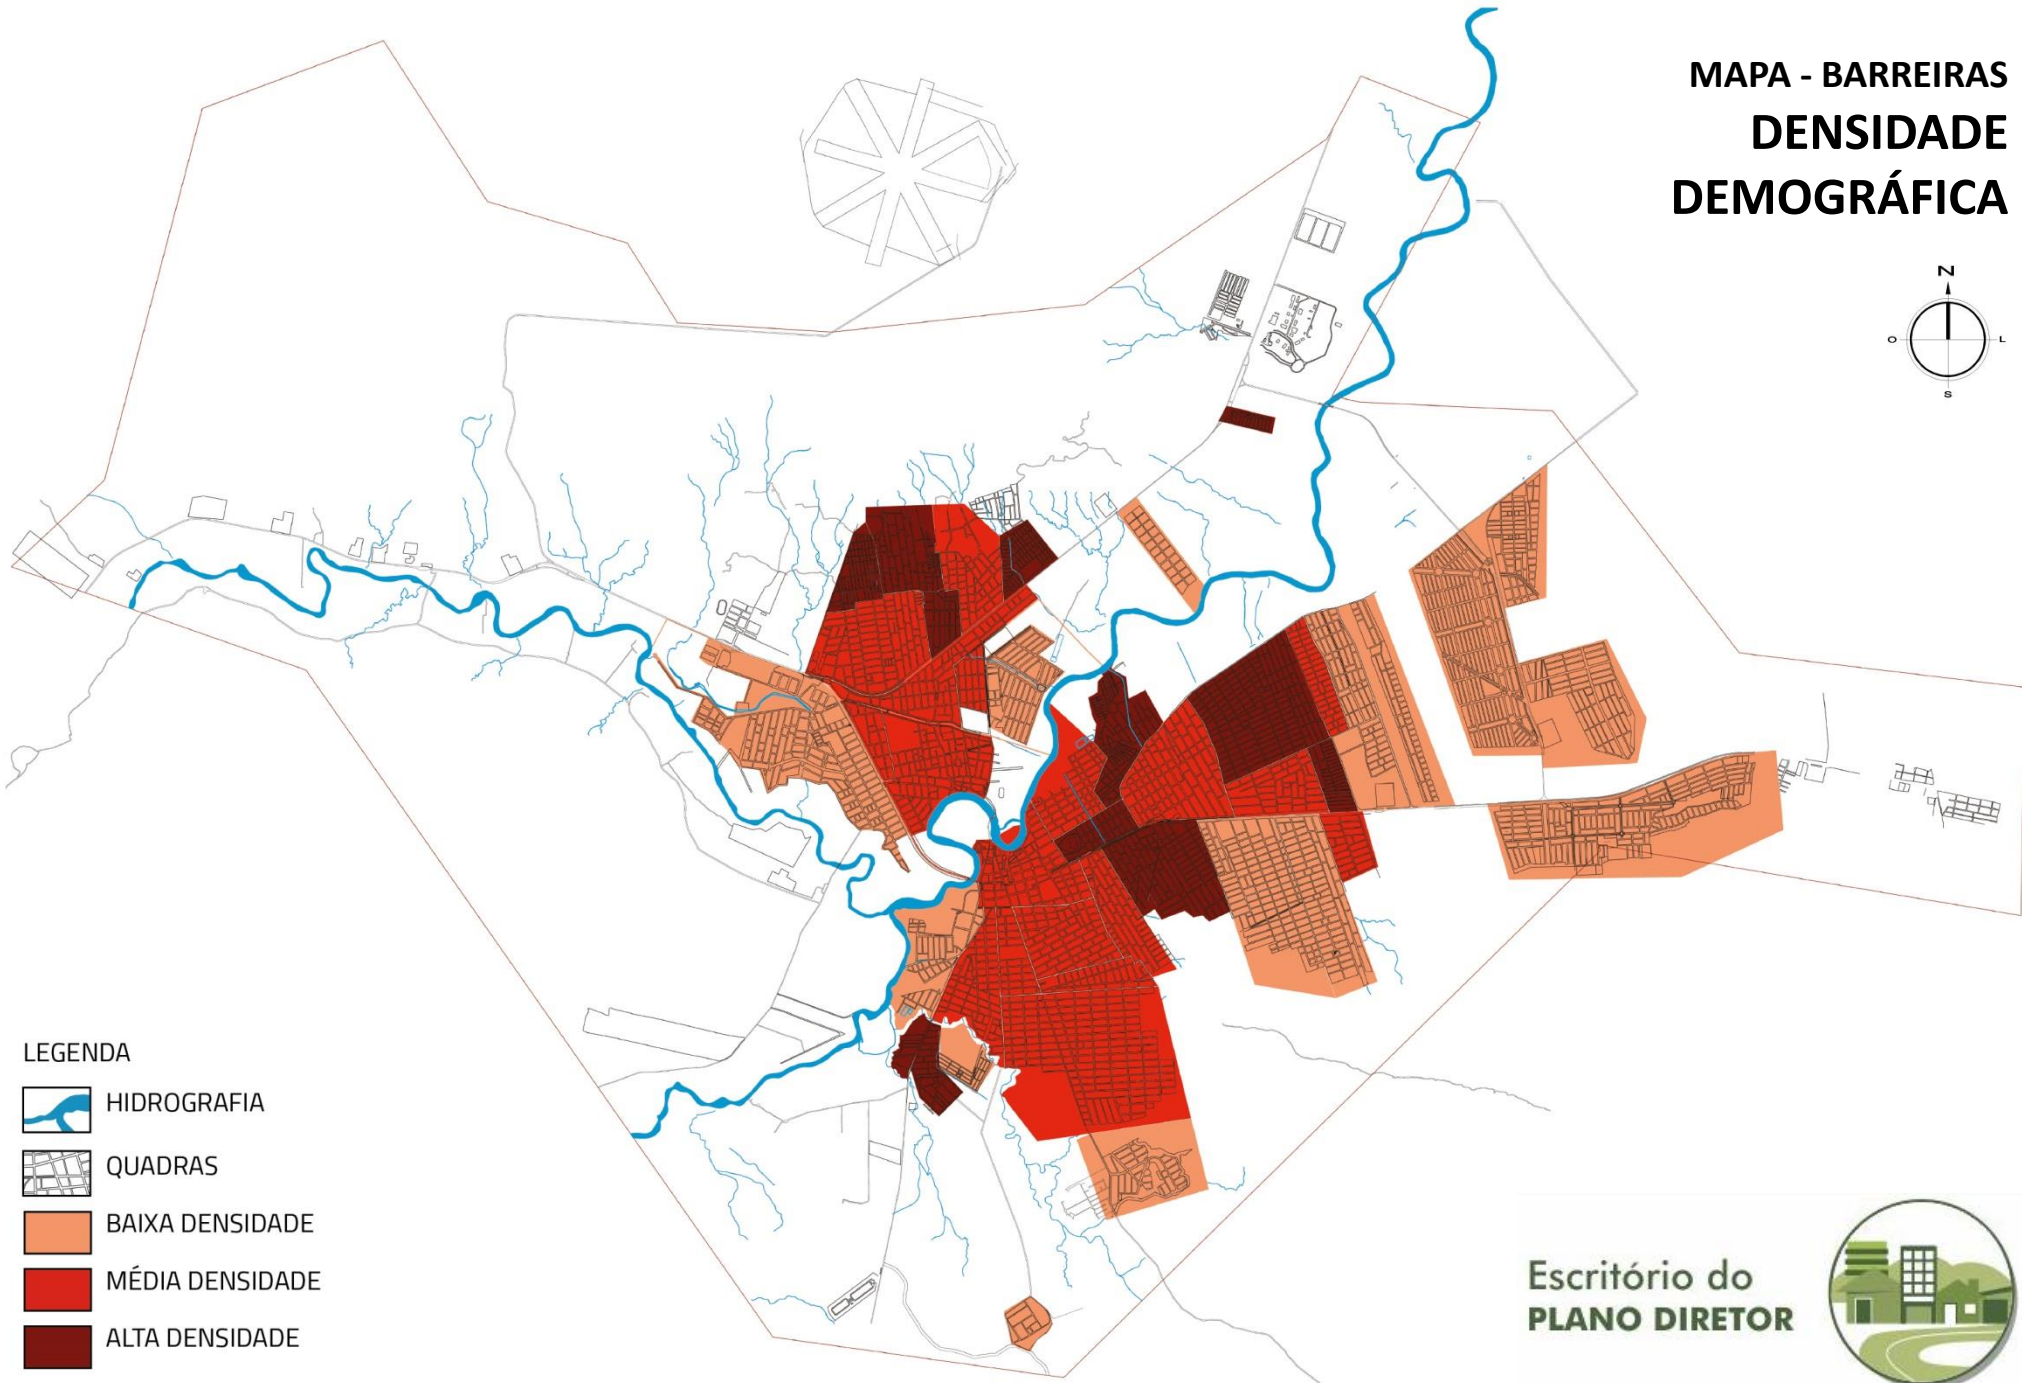 MAPA - BARREIRAS
DENSIDADE
DEMOGRÁFICA
N
O
L
S
LEGENDA
HIDROGRAFIA
QUADRAS
BAIXA DENSIDADE
MÉDIA DENSIDADE
ALTA DENSIDADE
Escritório do
PLANO DIRETOR